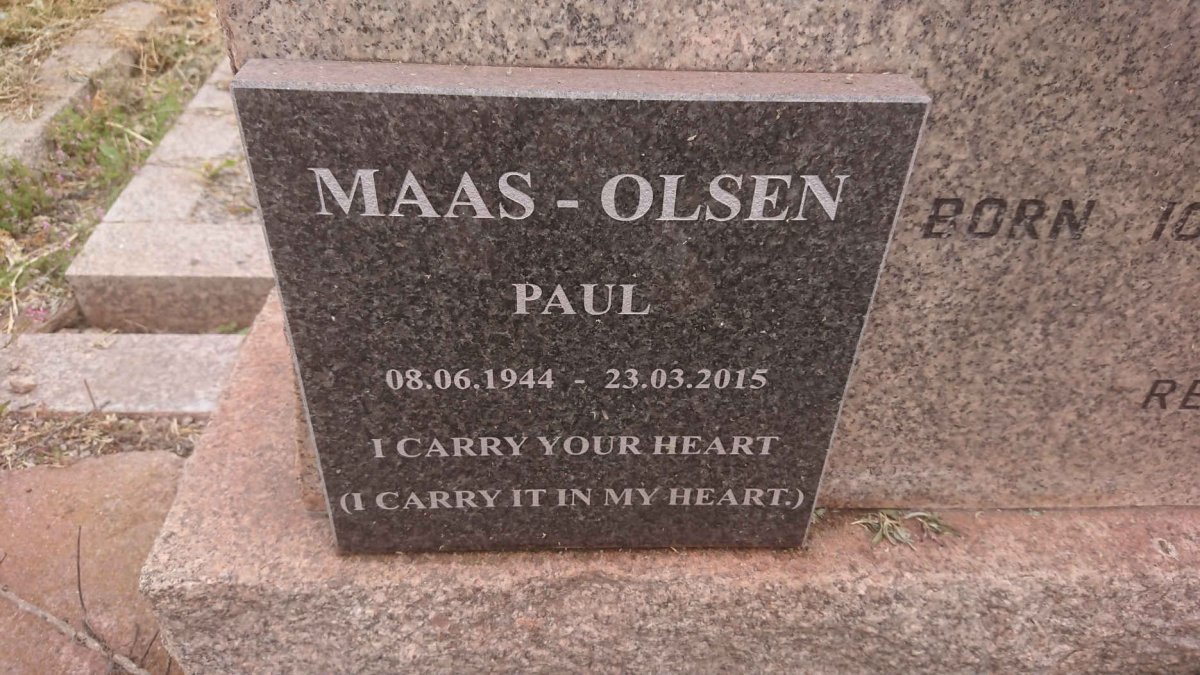 MAAS - OLSEN
PAUL
08.06.1944 - 23.03.2015
I CARRY YOUR HEART
(I CARRY IT IN MY HEART.)
BORN